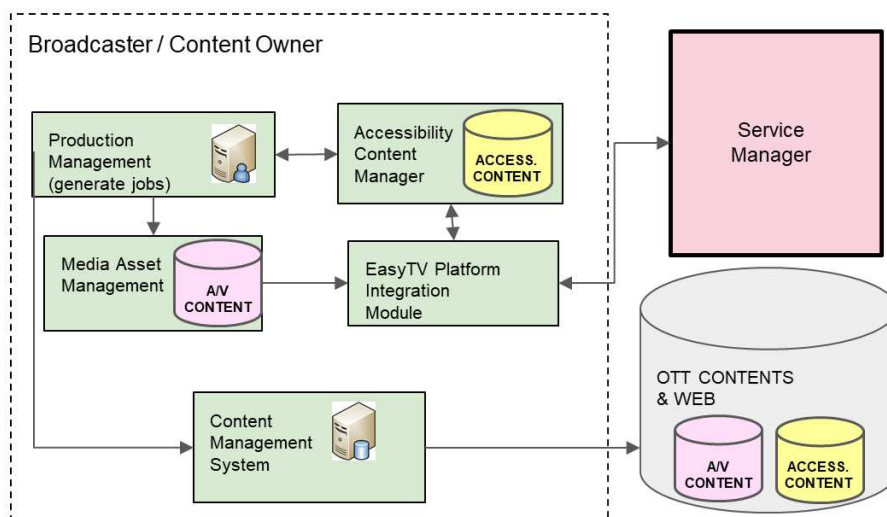 Broadcaster / Content Owner
Production
Management
(generate jobs)
Accessibility
Content
Manager
ACCESS.
CONTENT
Service
Manager
Media Asset
Management
A/V
CONTENT
EasyTV Platform
Integration
Module
OTT CONTENTS
& WEB
A/V
CONTENT
ACCESS.
CONTENT
Content
Management
System